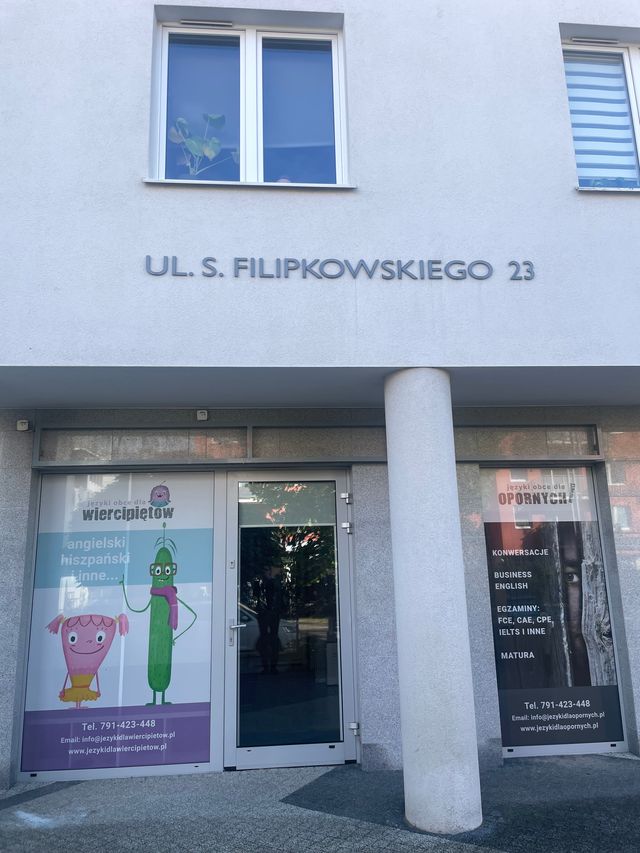 UL. S. FILIPKOWSKIEGO 23
języki obce dla
wiercipiętów
angielski
hiszpański
i inne...
Tel. 791-423-448
Email: info@jezykidlawiercipietow.pl
www.jezykidlawiercipietow.pl
języki obce dla
OPORNYCH
KONWERSACJE
BUSINESS
ENGLISH
EGZAMINY:
FCE, CAE, CPE,
IELTS I INNE
MATURA
Tel. 791-423-448
Email: info@jezykidlaopornych.pl
www.jezykidlaopornych.pl